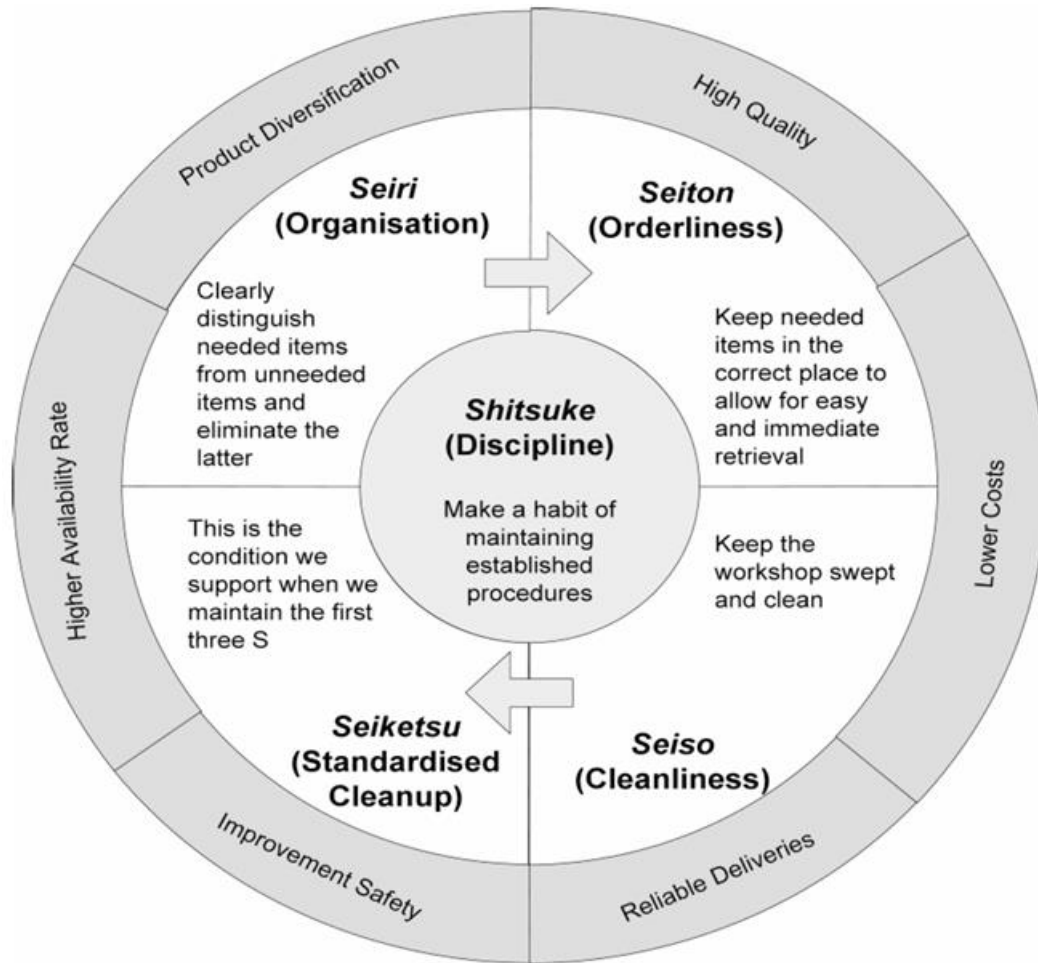 Product Diversification
High Quality
Lower Costs
Reliable Deliveries
Improvement Safety
Higher Availability Rate
Seiri
(Organisation)
Clearly
distinguish
needed items
from unneeded
items and
eliminate the
latter
Seiton
(Orderliness)
Keep needed
items in the
correct place to
allow for easy
and immediate
retrieval
Shitsuke
(Discipline)
Make a habit of
maintaining
established
procedures
This is the
condition we
support when we
maintain the first
three S
Seiketsu
(Standardised
Cleanup)
Keep the
workshop swept
and clean
Seiso
(Cleanliness)